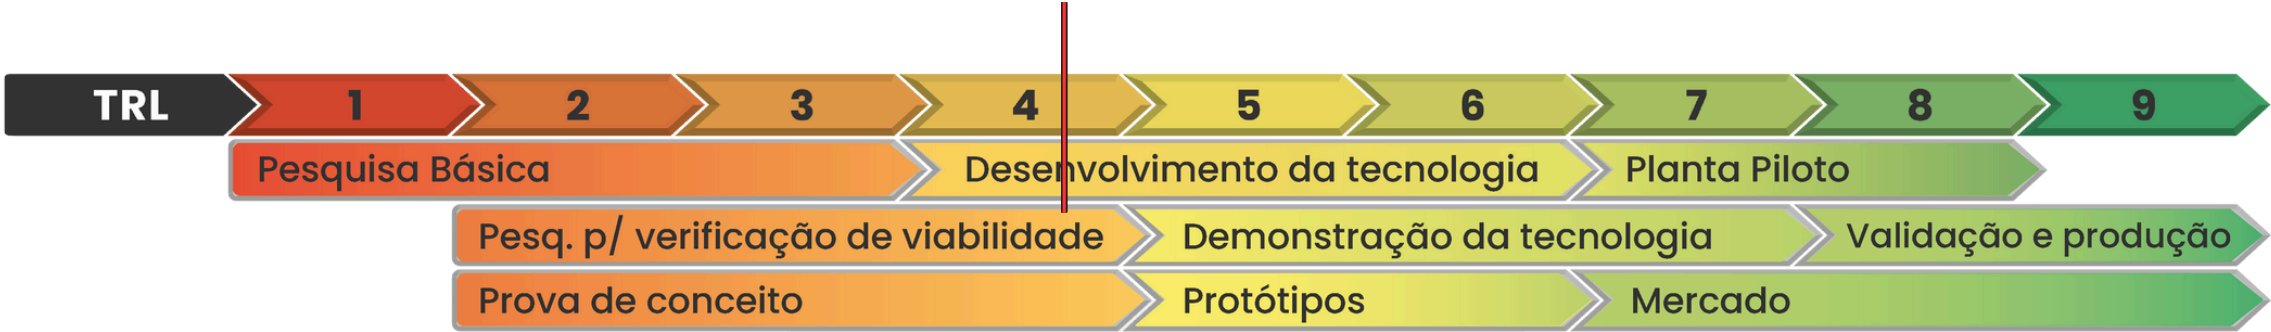 TRL 1 2 3 4 5 6 7 8 9
Pesquisa Básica Desenvolvimento da tecnologia Planta Piloto
Pesq. p/ verificação de viabilidade Demonstração da tecnologia Validação e produção
Prova de conceito Protótipos Mercado